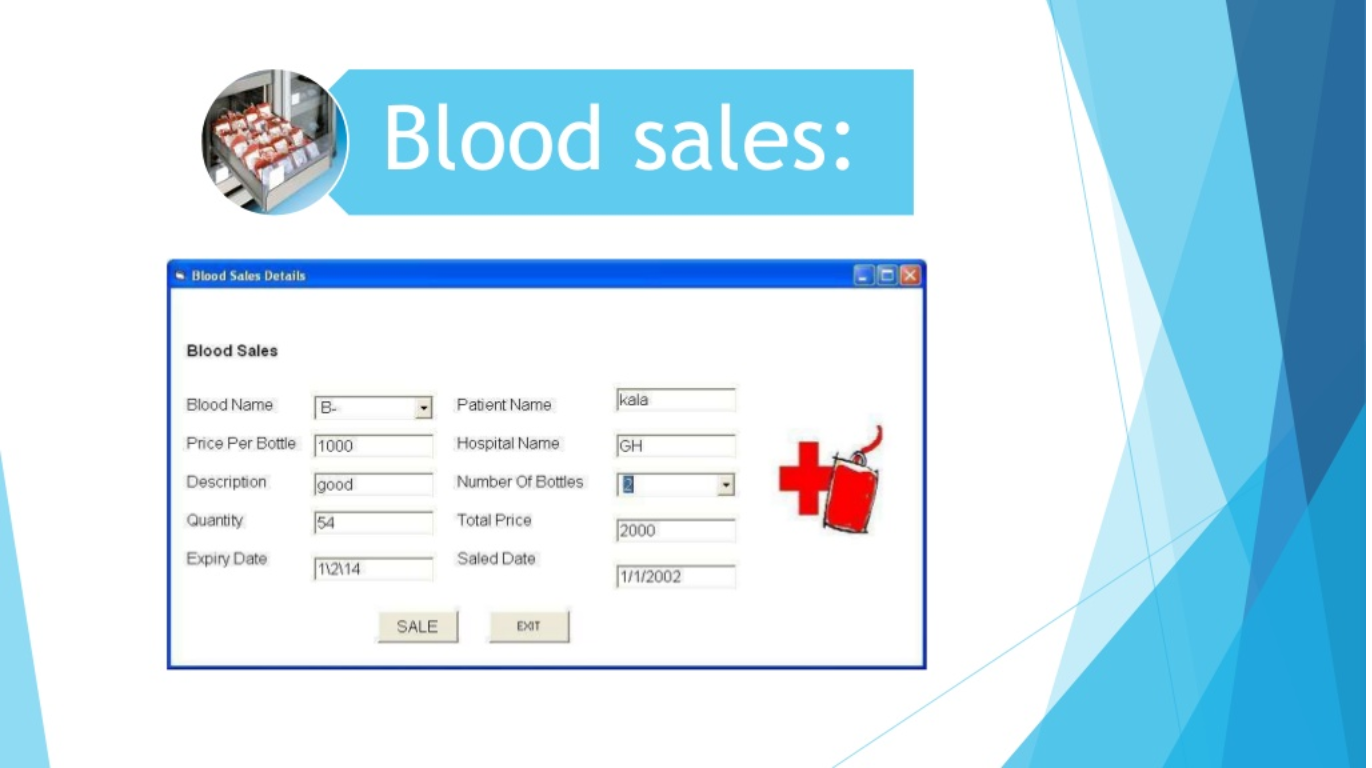 Blood sales:
Blood Sales Details
Blood Sales
Blood Name B- Patient Name kala
Price Per Bottle 1000 Hospital Name GH
Description good Number Of Bottles 2
Quantity 54 Total Price 2000
Expiry Date 1\2\14 Saled Date 1/1/2002
SALE EXIT